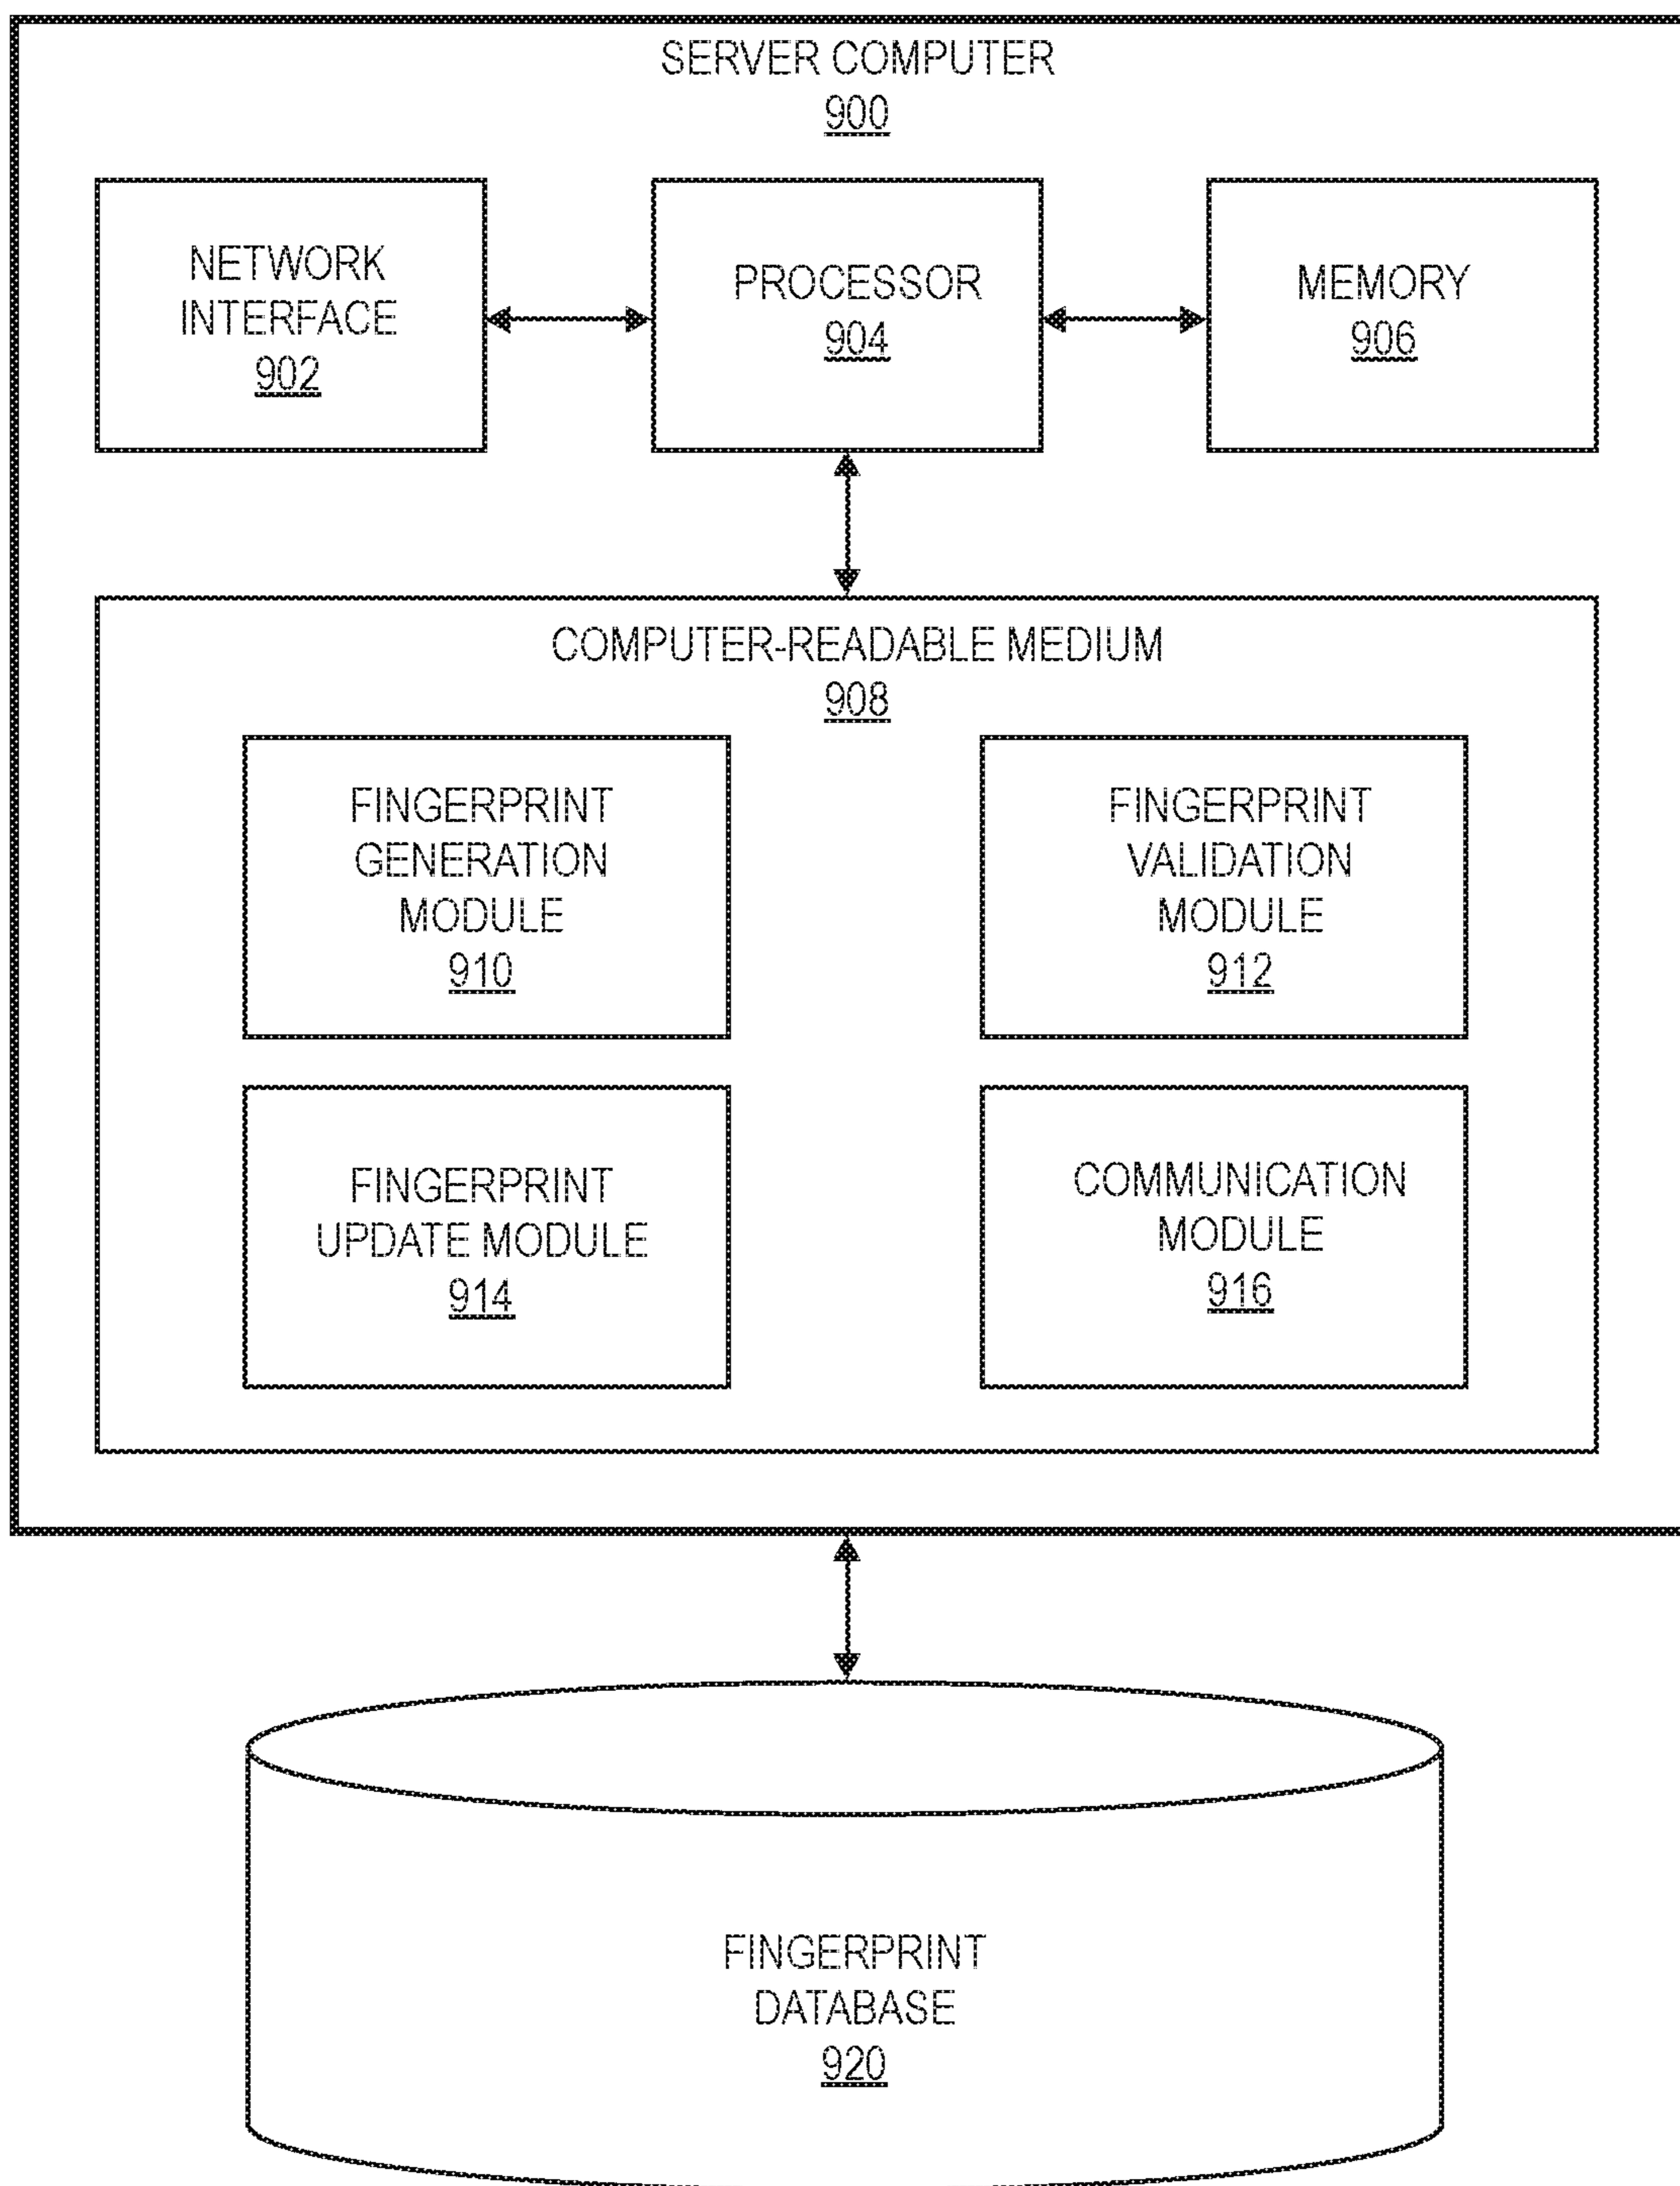 SERVER COMPUTER
900
NETWORK
INTERFACE
902
PROCESSOR
904
MEMORY
906
COMPUTER-READABLE MEDIUM
908
FINGERPRINT
GENERATION
MODULE
910
FINGERPRINT
VALIDATION
MODULE
912
FINGERPRINT
UPDATE MODULE
914
COMMUNICATION
MODULE
916
FINGERPRINT
DATABASE
920